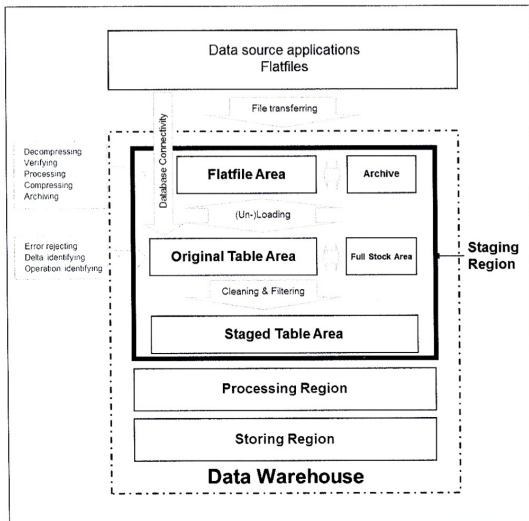 Data source applications
Flatfiles
File transferring
Database Connectivity
Decompressing
Verifying
Processing
Compressing
Archiving
Flatfile Area
Archive
(Un-)Loading
Error rejecting
Delta identifying
Operation identifying
Original Table Area
Full Stock Area
Staging
Region
Cleaning & Filtering
Staged Table Area
Processing Region
Storing Region
Data Warehouse